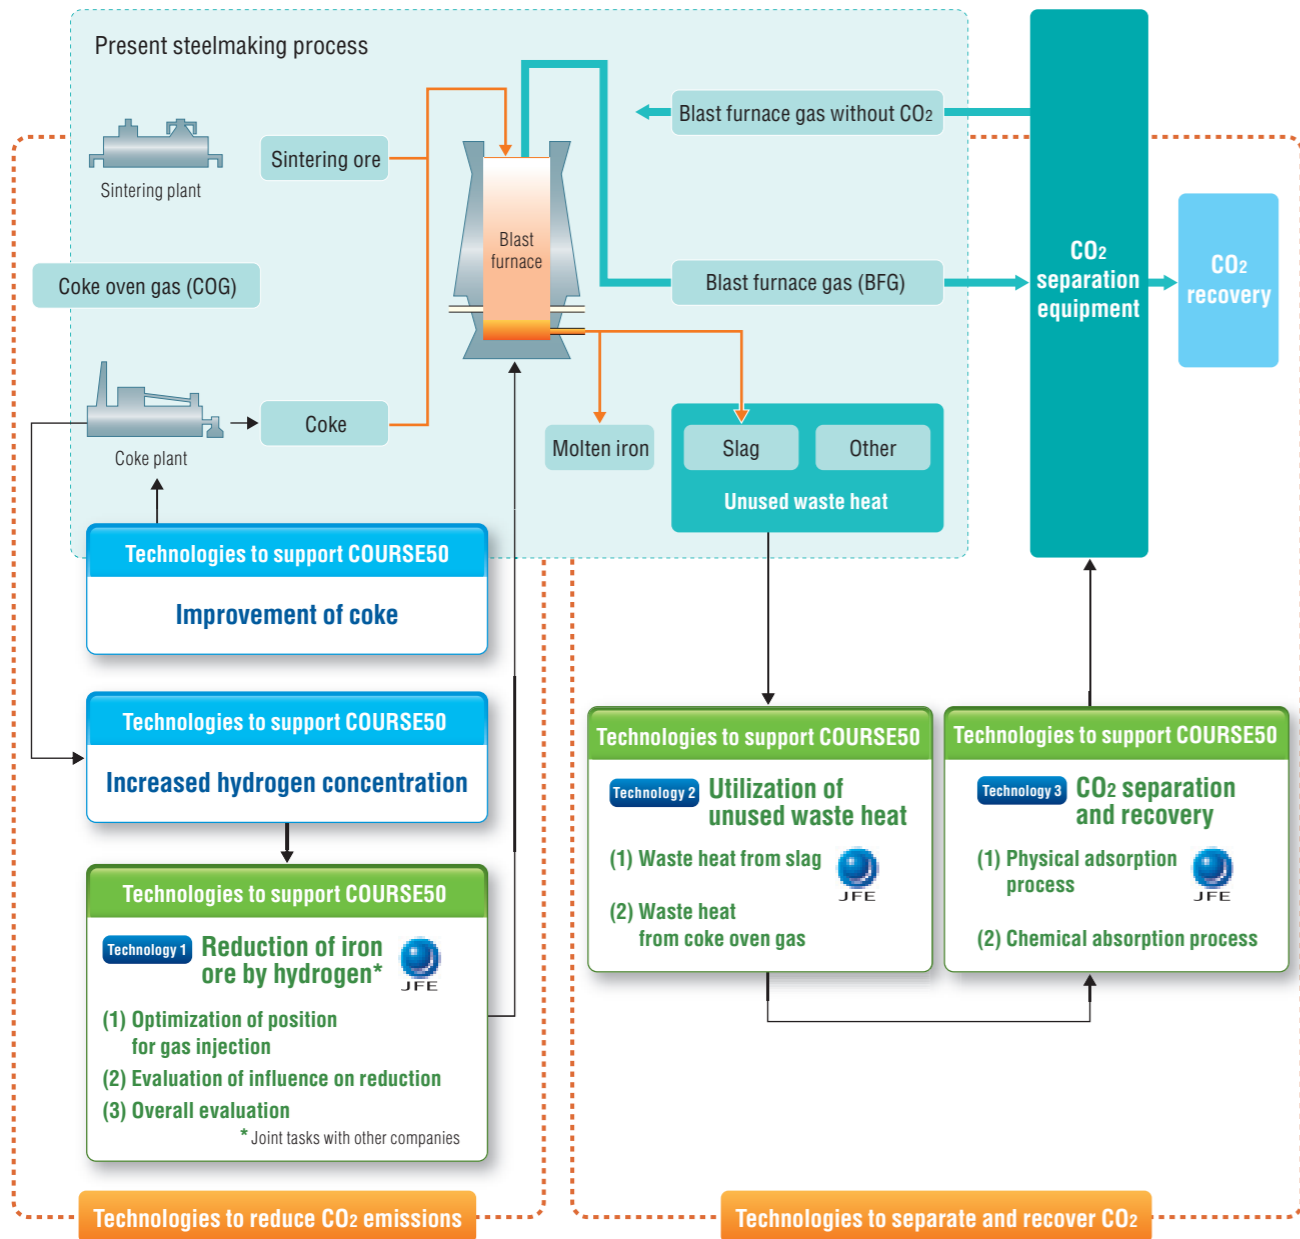 Present steelmaking process
Sintering plant
Sintering ore
Coke oven gas (COG)
Coke plant
Coke
Blast
furnace
Blast furnace gas without CO2
Blast furnace gas (BFG)
Molten iron
Slag
Other
Unused waste heat
CO2
separation
equipment
CO2
recovery
Technologies to support COURSE50
Improvement of coke
Technologies to support COURSE50
Increased hydrogen concentration
Technologies to support COURSE50
Technology 1
Reduction of iron
ore by hydrogen*
JFE
(1) Optimization of position
for gas injection
(2) Evaluation of influence on reduction
(3) Overall evaluation
* Joint tasks with other companies
Technologies to reduce CO2 emissions
Technologies to support COURSE50
Technology 2
Utilization of
unused waste heat
(1) Waste heat from slag
JFE
(2) Waste heat
from coke oven gas
Technologies to support COURSE50
Technology 3
CO2 separation
and recovery
(1) Physical adsorption
process
JFE
(2) Chemical absorption process
Technologies to separate and recover CO2